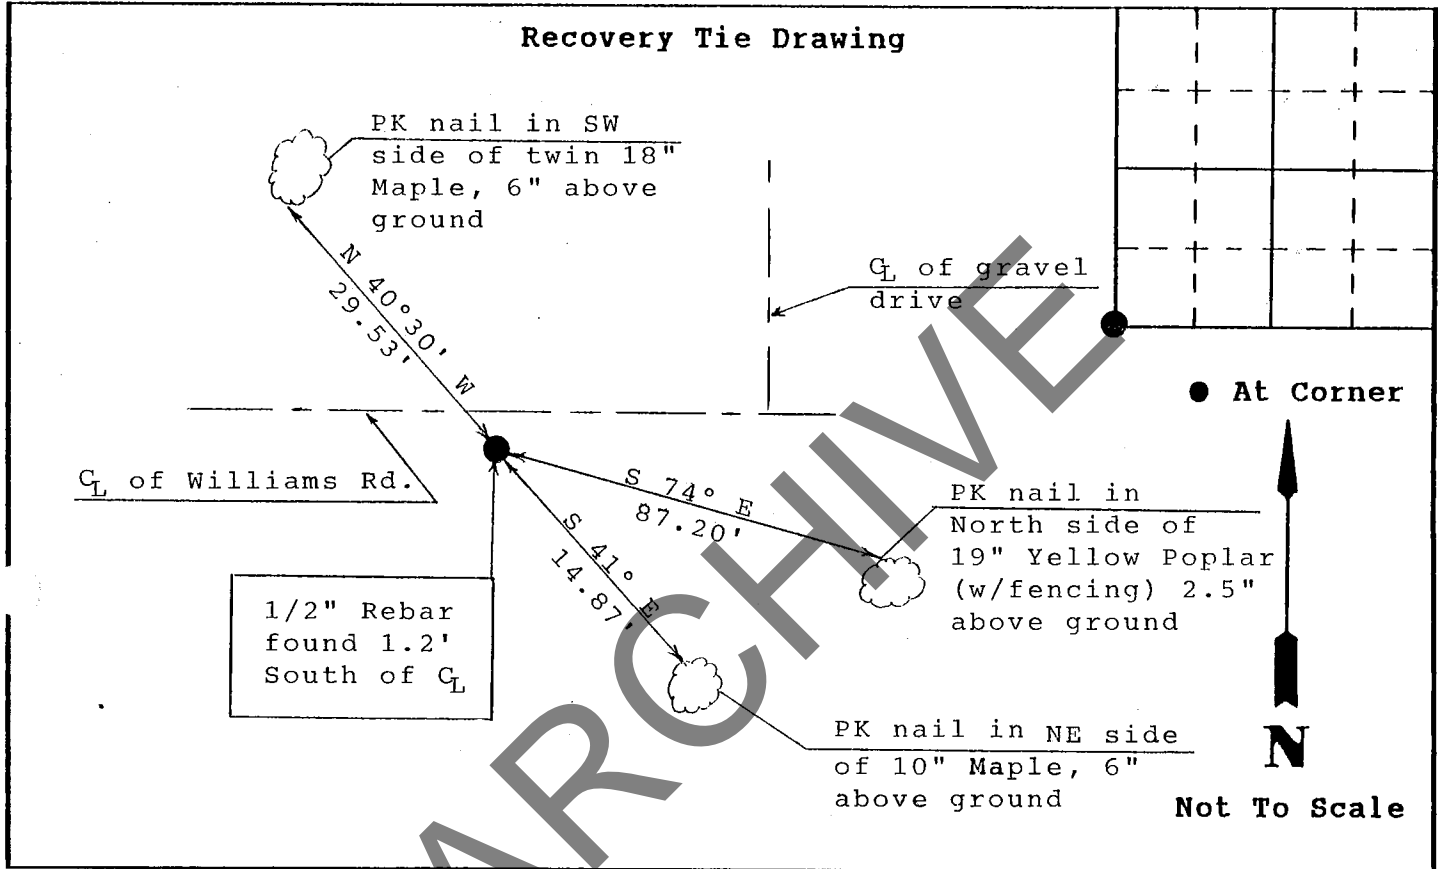 Recovery Tie Drawing
PK nail in SW
side of twin 18"
Maple, 6" above
ground
N 40°30' W
29.53'
CL of gravel
drive
At Corner
CL of Williams Rd.
S 74° E
87.20'
PK nail in
North side of
19" Yellow Poplar
(w/fencing) 2.5"
above ground
S 41° E
14.87'
1/2" Rebar
found 1.2'
South of CL
PK nail in NE side
of 10" Maple, 6"
above ground
N
Not To Scale
ARCHIVE